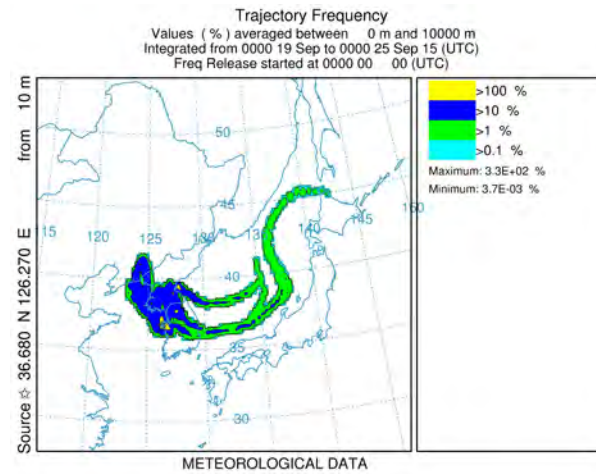 Trajectory Frequency
Values ( % ) averaged between 0 m and 10000 m
Integrated from 0000 19 Sep to 0000 25 Sep 15 (UTC)
Freq Release started at 0000 00 00 (UTC)
Source ☆ 36.680 N 126.270 E from 10 m
>100 %
>10 %
>1 %
>0.1 %
Maximum: 3.3E+02 %
Minimum: 3.7E-03 %
50
45
115
120
125
130
140
145
150
40
35
30
METEOROLOGICAL DATA